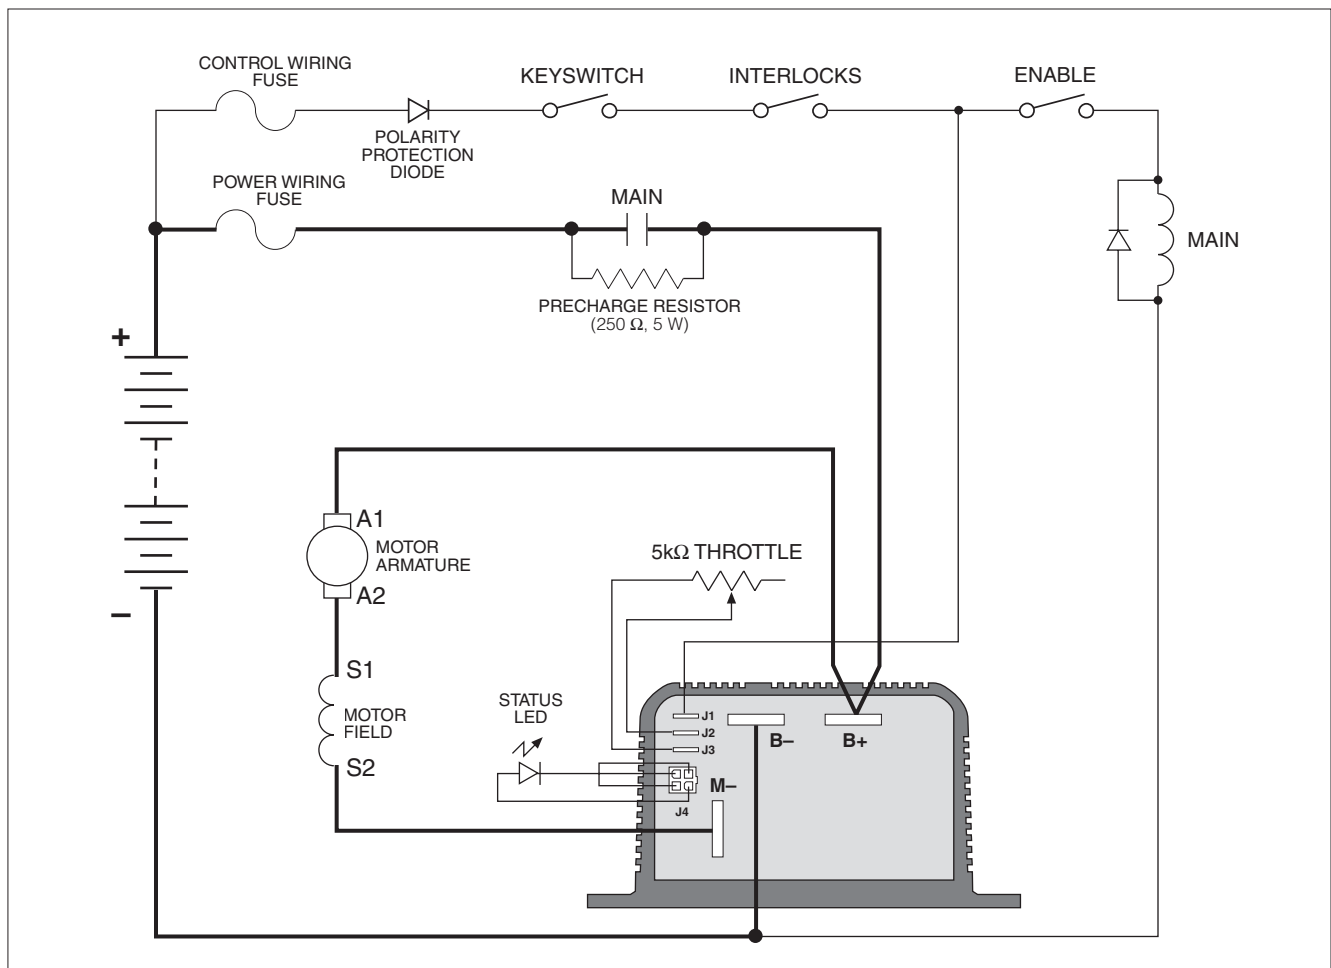 CONTROL WIRING
FUSE
KEYSWITCH
INTERLOCKS
ENABLE
POLARITY
PROTECTION
DIODE
POWER WIRING
FUSE
MAIN
MAIN
PRECHARGE RESISTOR
(250 Ω, 5 W)
+
–
A1
MOTOR
ARMATURE
A2
5kΩ THROTTLE
S1
MOTOR
FIELD
S2
STATUS
LED
J1
J2
J3
B–
B+
M–
J4